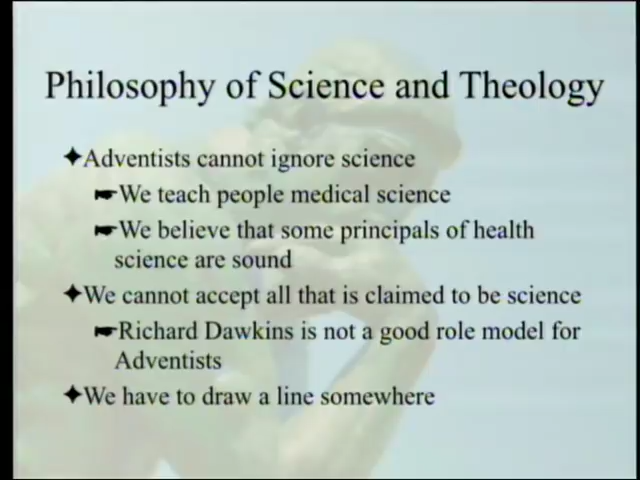 Philosophy of Science and Theology
✦Adventists cannot ignore science
☛We teach people medical science
☛We believe that some principals of health
science are sound
✦We cannot accept all that is claimed to be science
☛Richard Dawkins is not a good role model for
Adventists
✦We have to draw a line somewhere